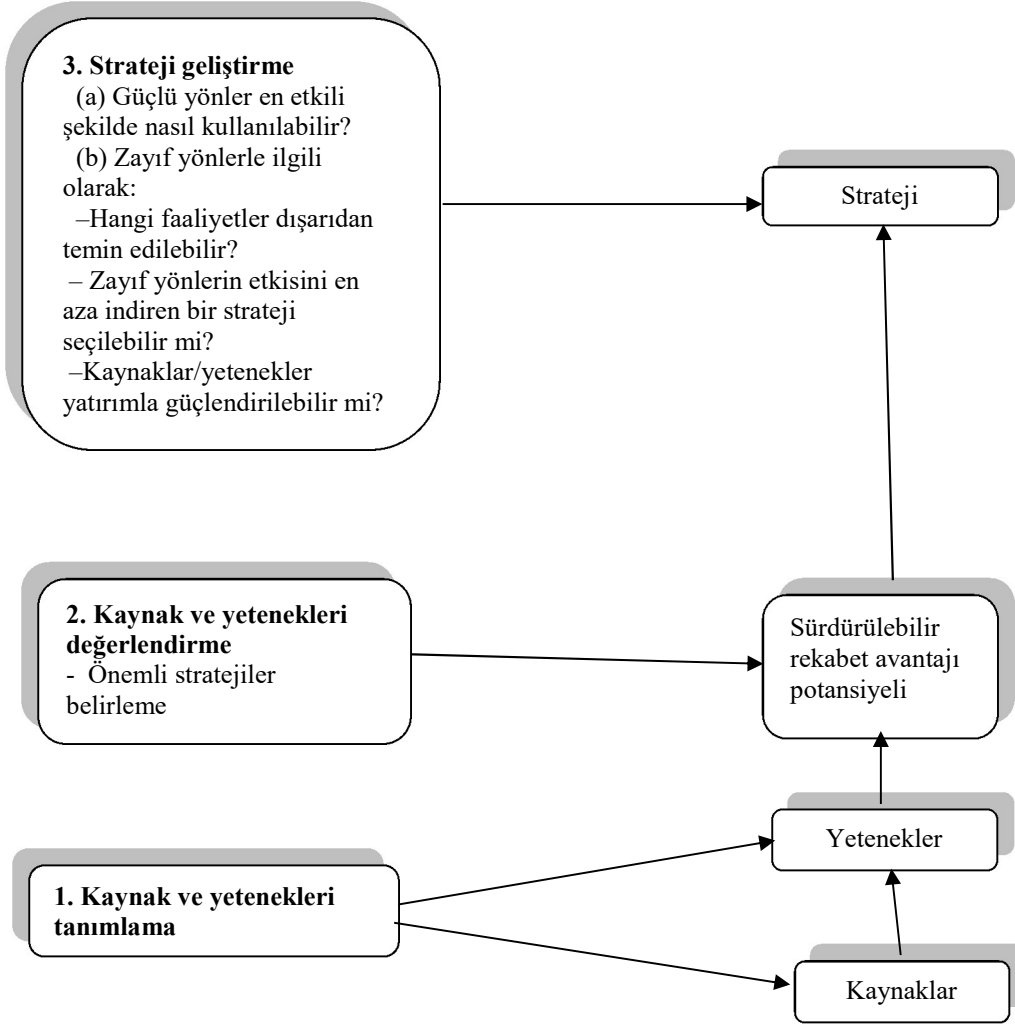 3. Strateji geliştirme
(a) Güçlü yönler en etkili
şekilde nasıl kullanılabilir?
(b) Zayıf yönlerle ilgili
olarak:
–Hangi faaliyetler dışarıdan
temin edilebilir?
– Zayıf yönlerin etkisini en
aza indiren bir strateji
seçilebilir mi?
–Kaynaklar/yetenekler
yatırımla güçlendirilebilir mi?
Strateji
2. Kaynak ve yetenekleri
değerlendirme
- Önemli stratejiler
belirleme
Sürdürülebilir
rekabet avantajı
potansiyeli
Yetenekler
1. Kaynak ve yetenekleri
tanımlama
Kaynaklar